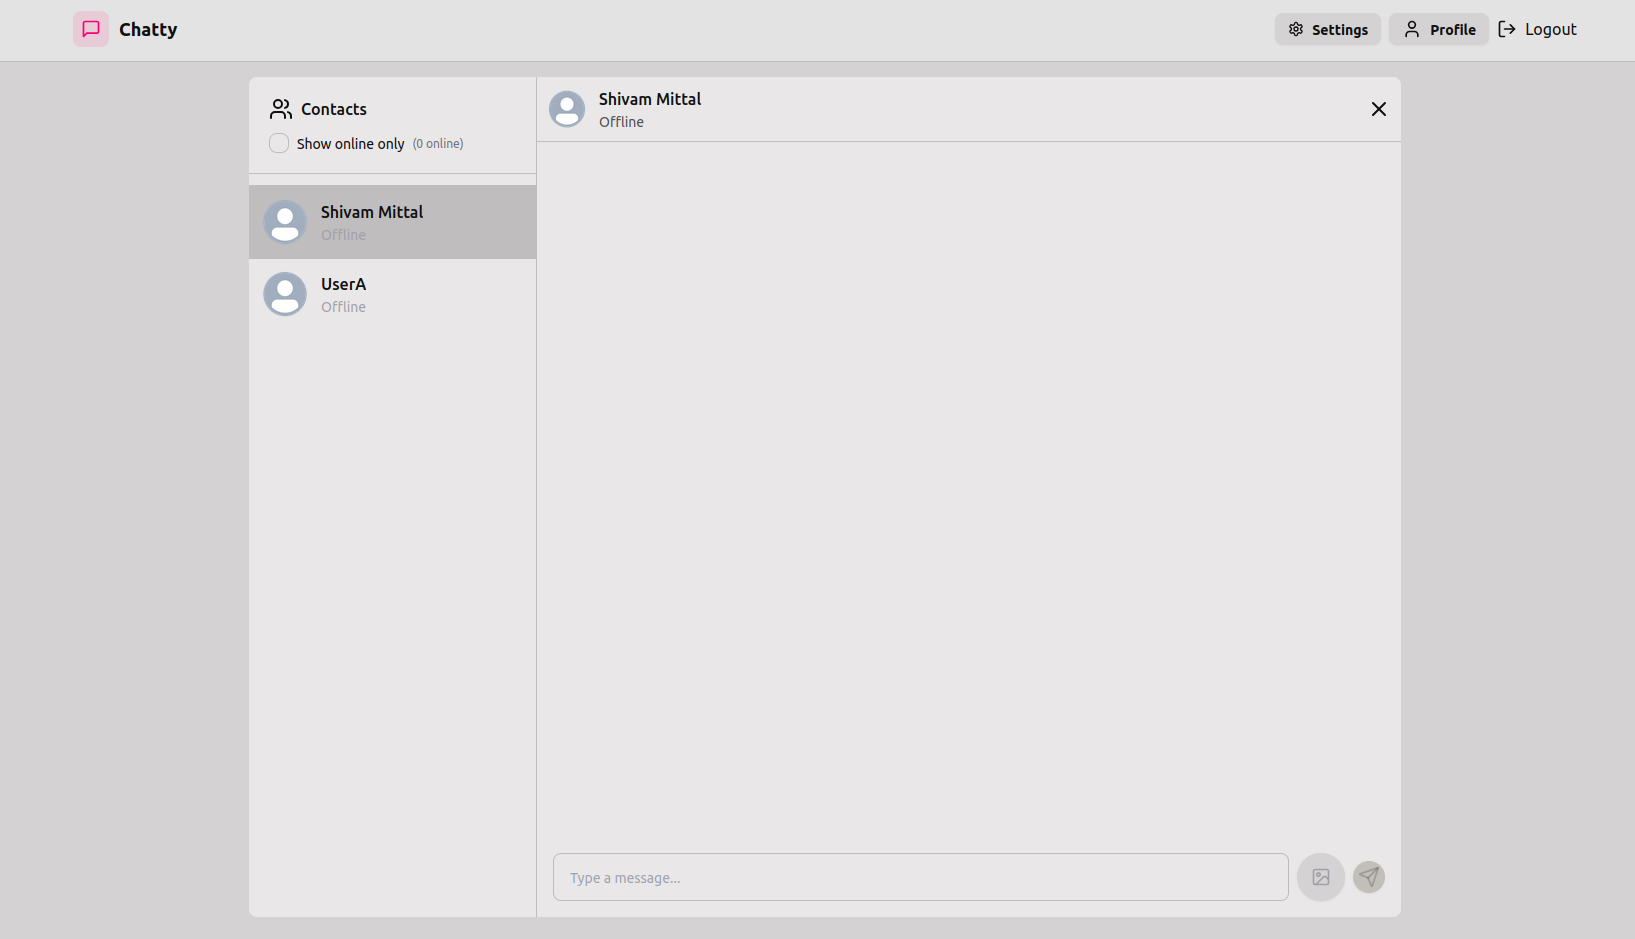 Chatty
Settings
Profile
Logout
Contacts
Show online only (0 online)
Shivam Mittal
Offline
UserA
Offline
Shivam Mittal
Offline
Type a message...